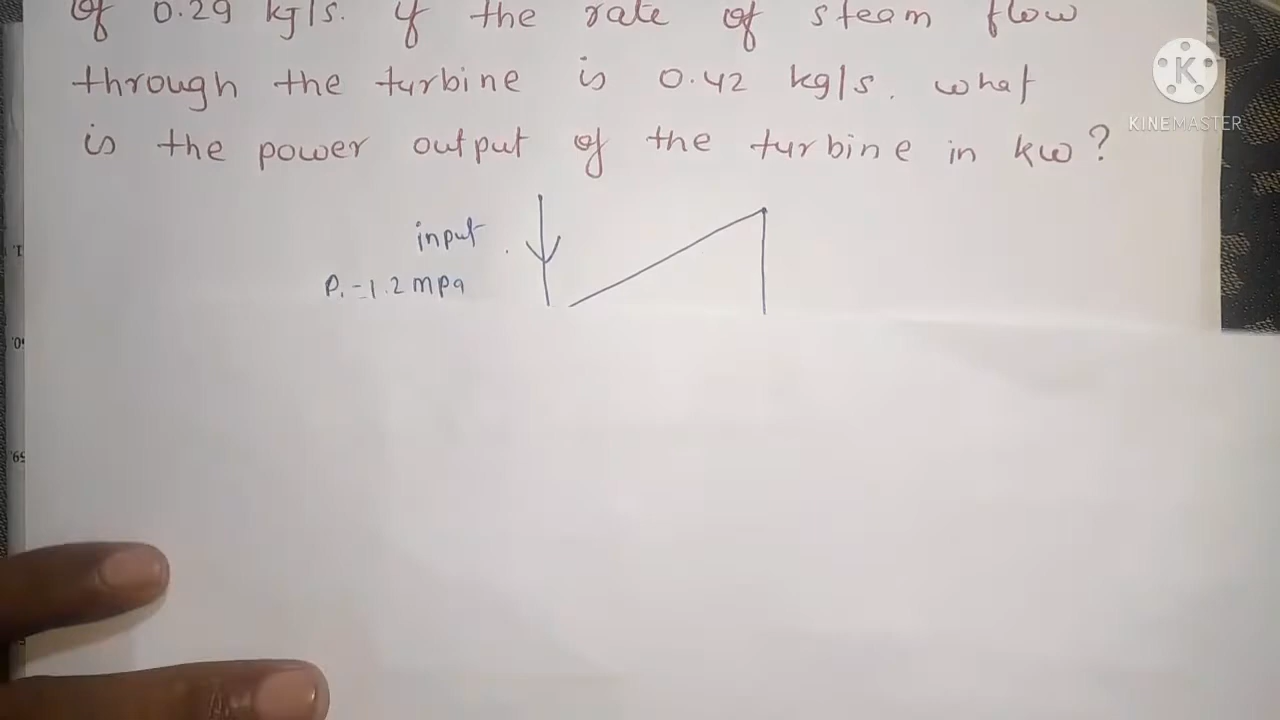 of 0.29 kg/s. if the rate of steam flow
through the turbine is 0.42 kg/s. what
is the power output of the turbine in kw?
input
P₁=1.2 mpa
K
KINEMASTER